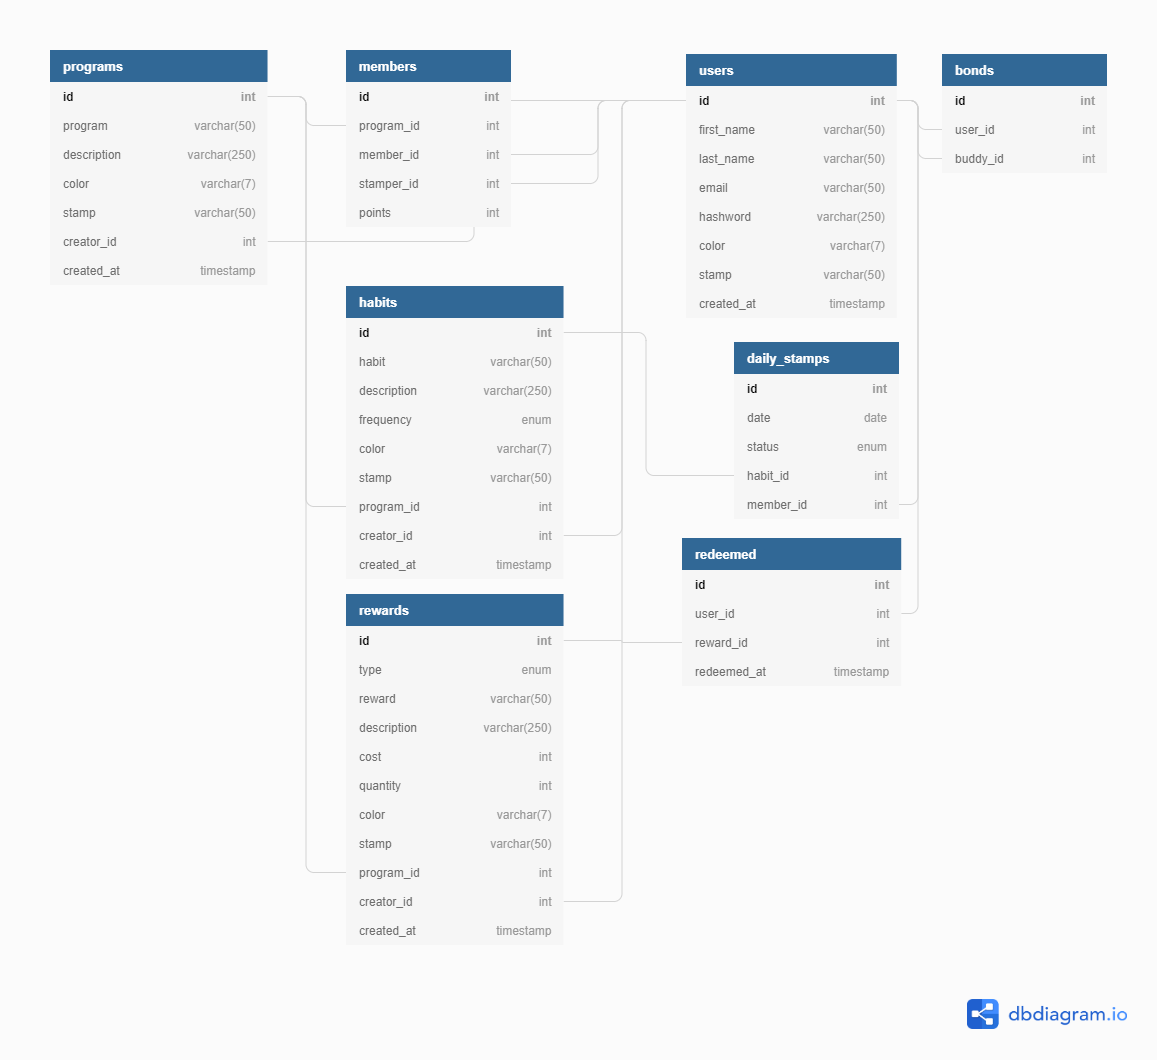 programs
id int
program varchar(50)
description varchar(250)
color varchar(7)
stamp varchar(50)
creator_id int
created_at timestamp
members
id int
program_id int
member_id int
stamper_id int
points int
users
id int
first_name varchar(50)
last_name varchar(50)
email varchar(50)
hashword varchar(250)
color varchar(7)
stamp varchar(50)
created_at timestamp
bonds
id int
user_id int
buddy_id int
habits
id int
habit varchar(50)
description varchar(250)
frequency enum
color varchar(7)
stamp varchar(50)
program_id int
creator_id int
created_at timestamp
daily_stamps
id int
date date
status enum
habit_id int
member_id int
redeemed
id int
user_id int
reward_id int
redeemed_at timestamp
rewards
id int
type enum
reward varchar(50)
description varchar(250)
cost int
quantity int
color varchar(7)
stamp varchar(50)
program_id int
creator_id int
created_at timestamp
dbdiagram.io